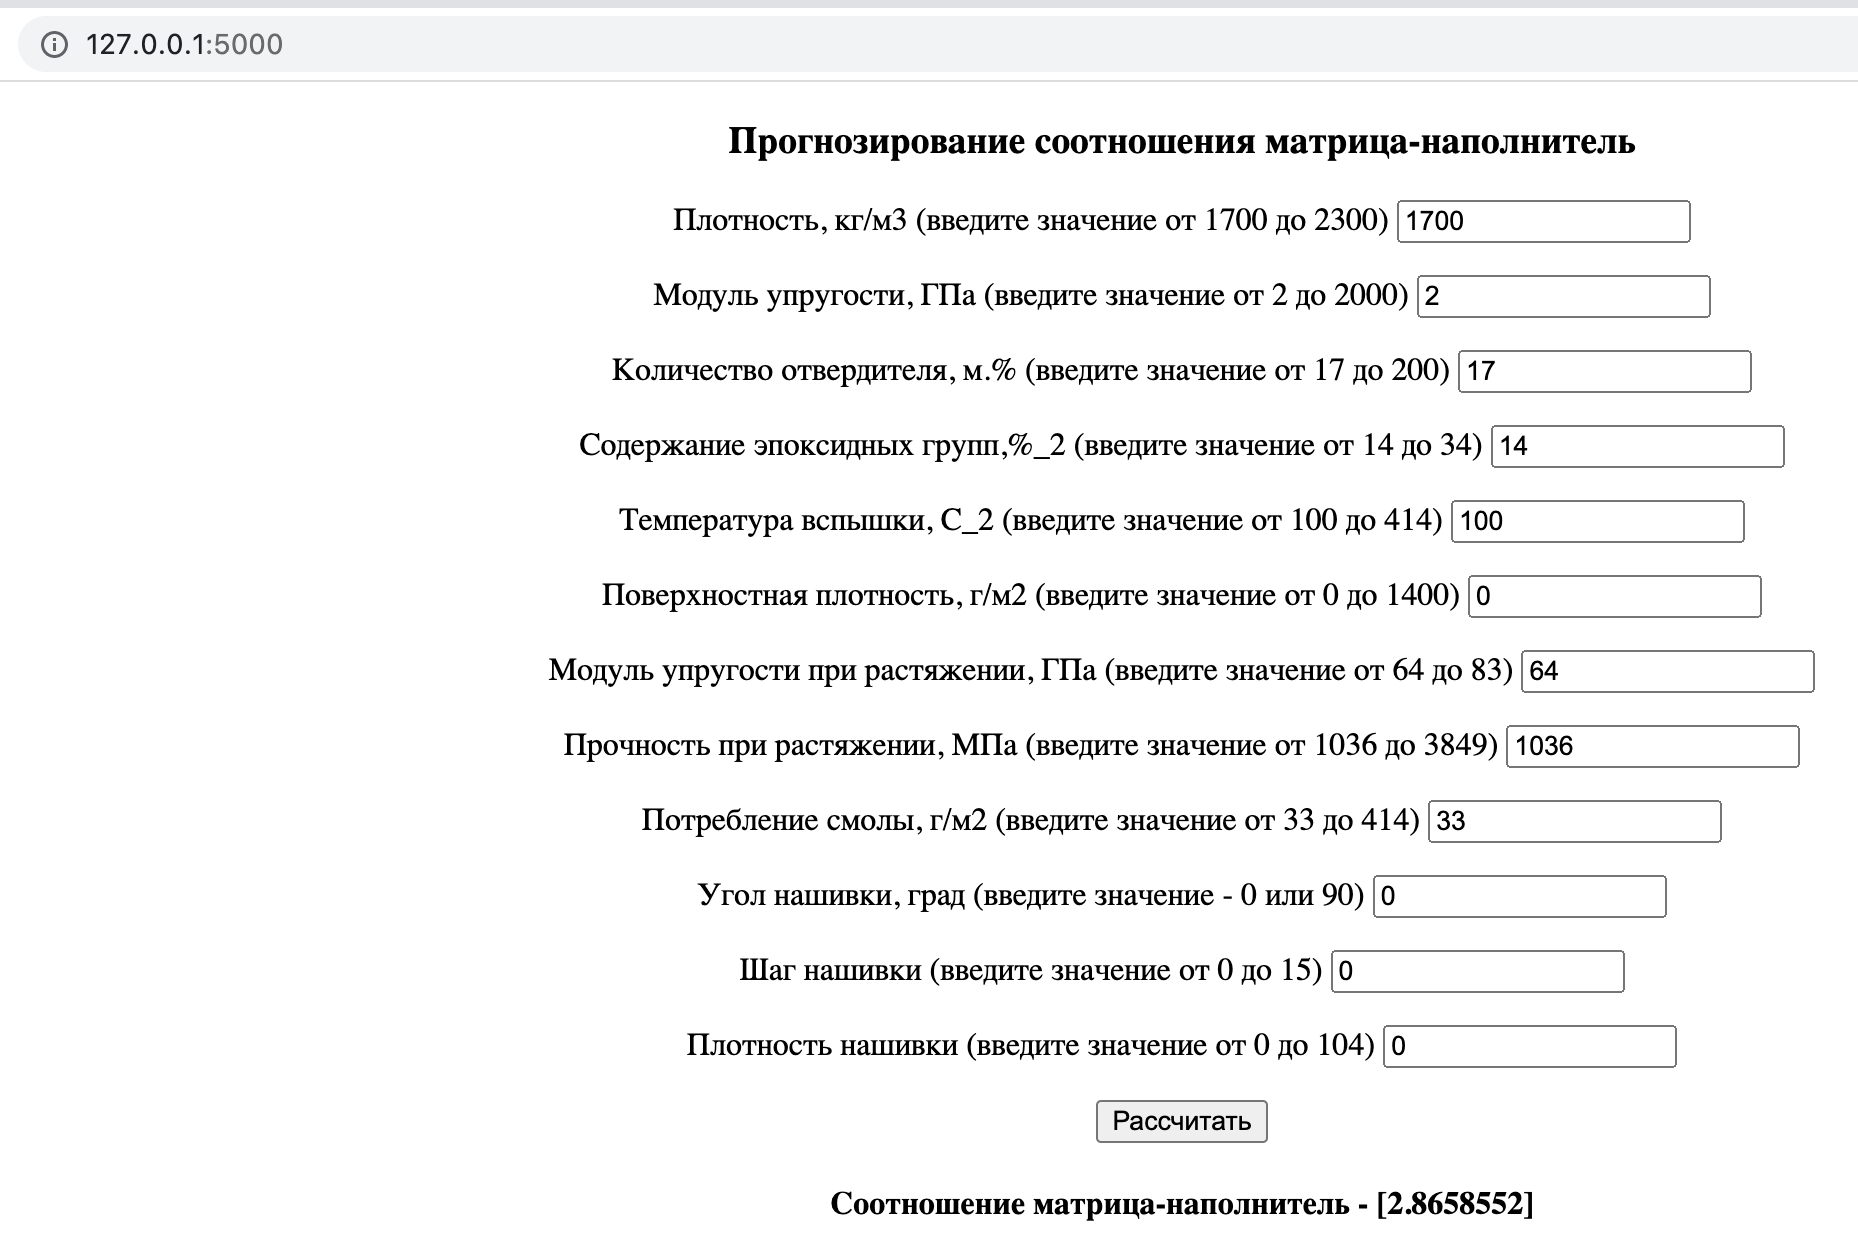 127.0.0.1:5000
Прогнозирование соотношения матрица-наполнитель
Плотность, кг/м3 (введите значение от 1700 до 2300) 1700
Модуль упругости, ГПа (введите значение от 2 до 2000) 2
Количество отвердителя, м.% (введите значение от 17 до 200) 17
Содержание эпоксидных групп,%_2 (введите значение от 14 до 34) 14
Температура вспышки, С_2 (введите значение от 100 до 414) 100
Поверхностная плотность, г/м2 (введите значение от 0 до 1400) 0
Модуль упругости при растяжении, ГПа (введите значение от 64 до 83) 64
Прочность при растяжении, МПа (введите значение от 1036 до 3849) 1036
Потребление смолы, г/м2 (введите значение от 33 до 414) 33
Угол нашивки, град (введите значение - 0 или 90) 0
Шаг нашивки (введите значение от 0 до 15) 0
Плотность нашивки (введите значение от 0 до 104) 0
Рассчитать
Соотношение матрица-наполнитель - [2.8658552]